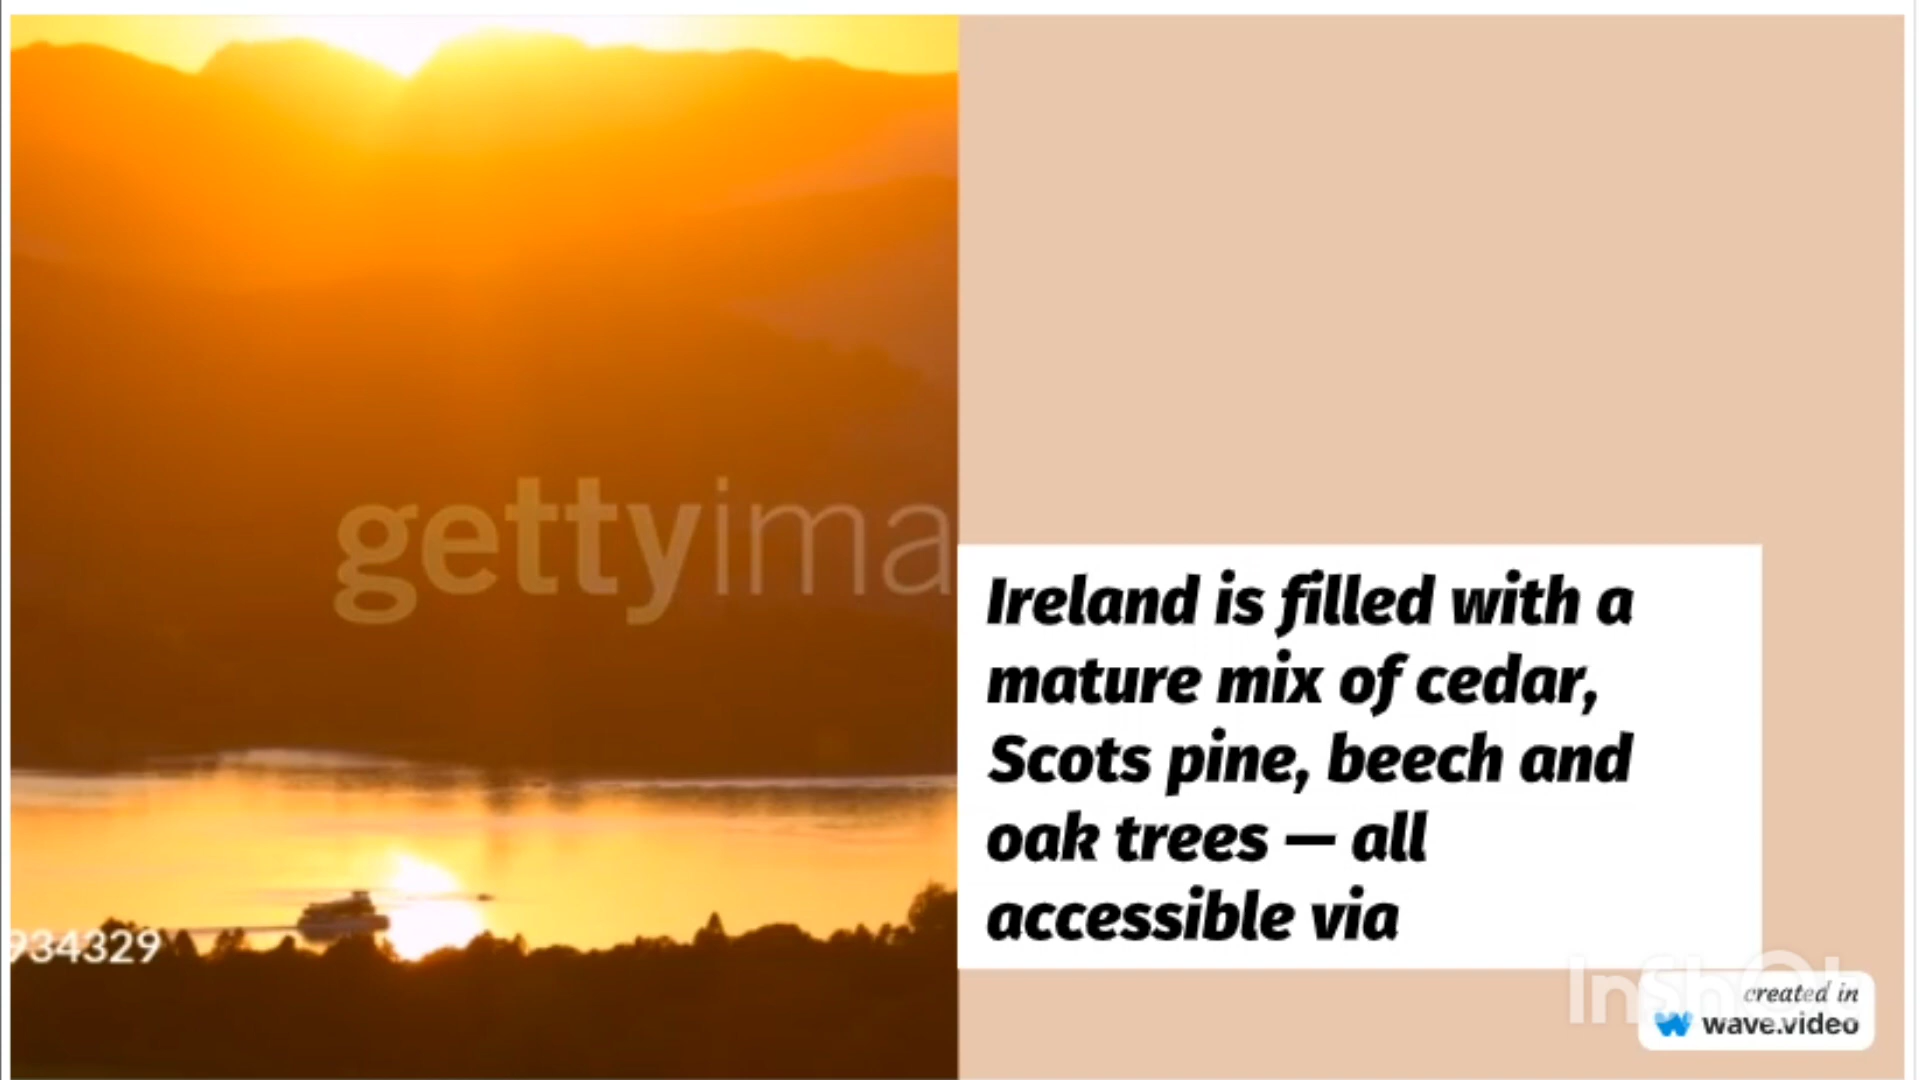 gettyima
934329
Ireland is filled with a
mature mix of cedar,
Scots pine, beech and
oak trees — all
accessible via
InShot
created in
wave.video